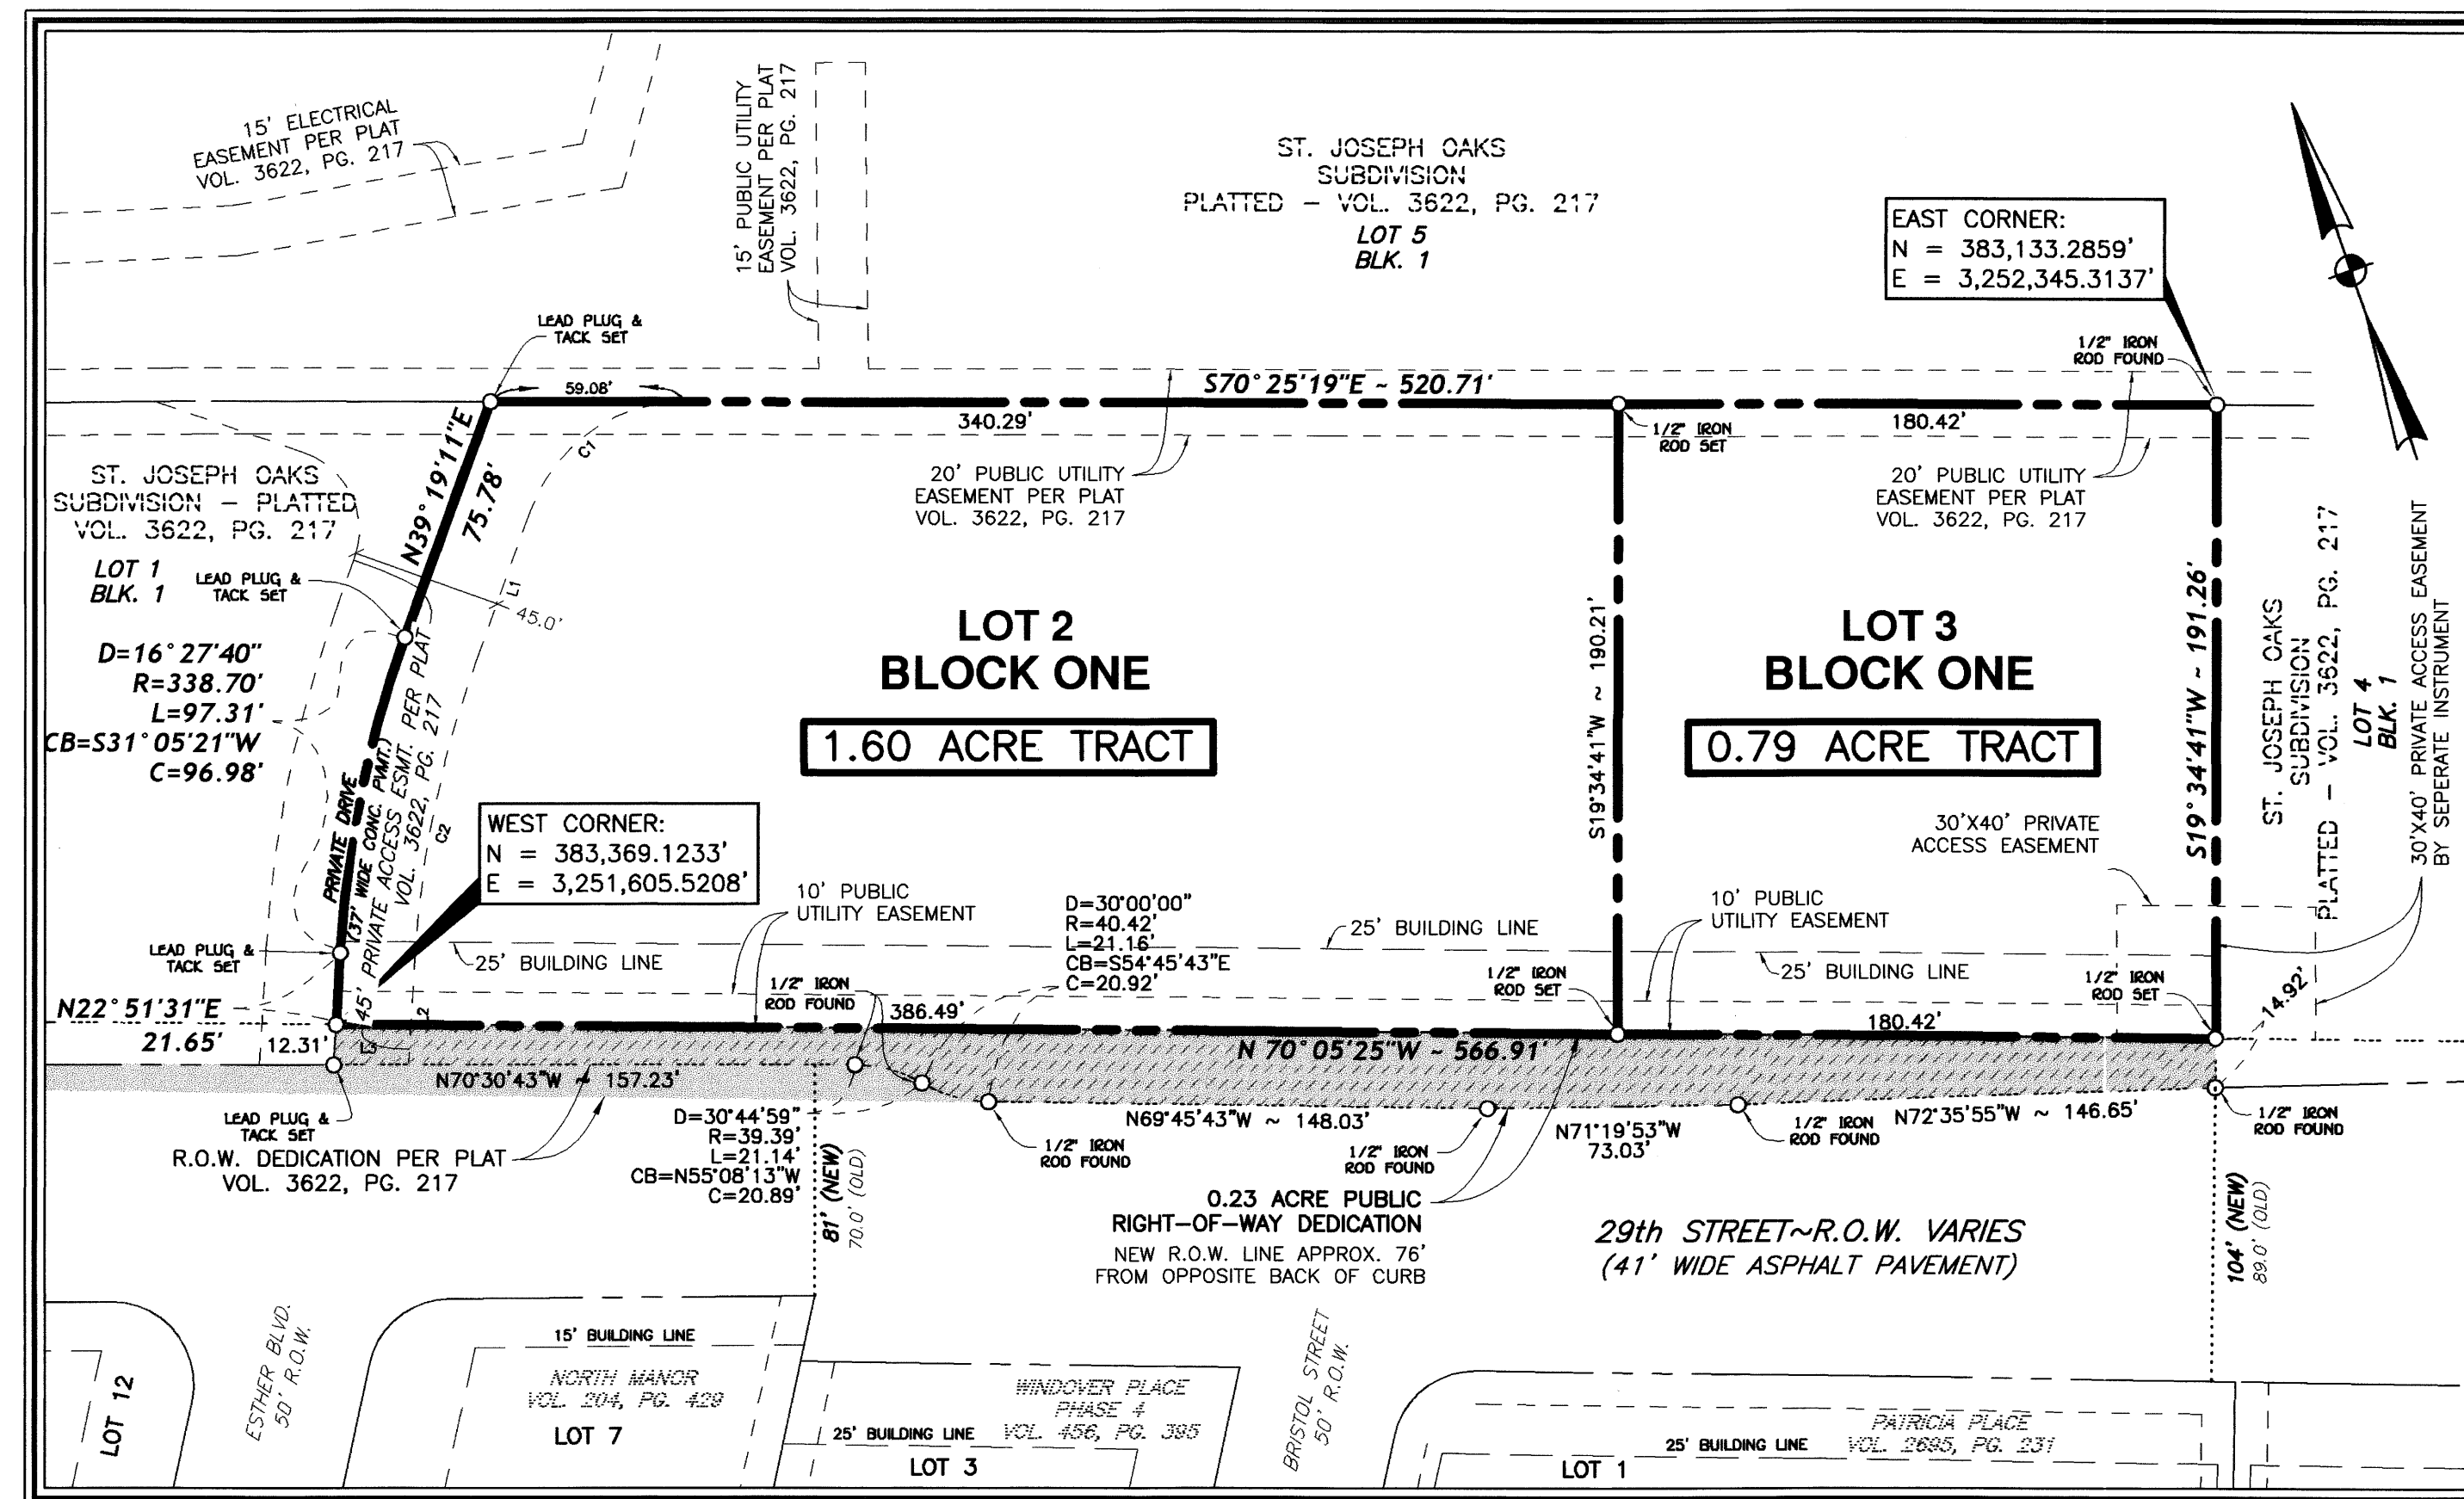 15' ELECTRICAL
EASEMENT PER PLAT
VOL. 3622, PG. 217
15' PUBLIC UTILITY
EASEMENT PER PLAT
VOL. 3622, PG. 217
ST. JOSEPH OAKS
SUBDIVISION
PLATTED – VOL. 3622, PG. 217
LOT 5
BLK. 1
EAST CORNER:
N = 383,133.2859'
E = 3,252,345.3137'
LEAD PLUG &
TACK SET
1/2" IRON
ROD FOUND
59.08'
S70°25'19"E ~ 520.71'
340.29'
1/2" IRON
ROD SET
180.42'
C1
ST. JOSEPH OAKS
SUBDIVISION – PLATTED
VOL. 3622, PG. 217
LOT 1
BLK. 1
N39°19'11"E
75.78'
LEAD PLUG &
TACK SET
L1
45.0'
20' PUBLIC UTILITY
EASEMENT PER PLAT
VOL. 3622, PG. 217
20' PUBLIC UTILITY
EASEMENT PER PLAT
VOL. 3622, PG. 217
D=16°27'40"
R=338.70'
L=97.31'
CB=S31°05'21"W
C=96.98'
LOT 2
BLOCK ONE
1.60 ACRE TRACT
S19°34'41"W ~ 190.21'
LOT 3
BLOCK ONE
0.79 ACRE TRACT
S19°34'41"W ~ 191.26'
ST. JOSEPH OAKS
SUBDIVISION
PLATTED – VOL. 3622, PG. 217
LOT 4
BLK. 1
30'X40' PRIVATE ACCESS EASEMENT
BY SEPERATE INSTRUMENT
PRIVATE DRIVE
(37' WIDE CONC. PVMT.)
45' PRIVATE ACCESS ESMT. PER PLAT
VOL. 3622, PG. 217
C2
WEST CORNER:
N = 383,369.1233'
E = 3,251,605.5208'
30'X40' PRIVATE
ACCESS EASEMENT
10' PUBLIC
UTILITY EASEMENT
D=30°00'00"
R=40.42'
L=21.16'
CB=S54°45'43"E
C=20.92'
25' BUILDING LINE
10' PUBLIC
UTILITY EASEMENT
LEAD PLUG &
TACK SET
25' BUILDING LINE
1/2" IRON
ROD FOUND
1/2" IRON
ROD SET
25' BUILDING LINE
1/2" IRON
ROD SET
14.92'
N22°51'31"E
21.65'
12.31'
L2
L3
386.49'
180.42'
N 70°05'25"W ~ 566.91'
N70°30'43"W ~ 157.23'
LEAD PLUG &
TACK SET
R.O.W. DEDICATION PER PLAT
VOL. 3622, PG. 217
D=30°44'59"
R=39.39'
L=21.14'
CB=N55°08'13"W
C=20.89'
81' (NEW)
70.0' (OLD)
1/2" IRON
ROD FOUND
N69°45'43"W ~ 148.03'
1/2" IRON
ROD FOUND
N71°19'53"W
73.03'
1/2" IRON
ROD FOUND
N72°35'55"W ~ 146.65'
1/2" IRON
ROD FOUND
0.23 ACRE PUBLIC
RIGHT–OF–WAY DEDICATION
NEW R.O.W. LINE APPROX. 76'
FROM OPPOSITE BACK OF CURB
29th STREET~R.O.W. VARIES
(41' WIDE ASPHALT PAVEMENT)
104' (NEW)
89.0' (OLD)
LOT 12
ESTHER BLVD.
50' R.O.W.
15' BUILDING LINE
NORTH MANOR
VOL. 204, PG. 429
LOT 7
WINDOVER PLACE
PHASE 4
VOL. 456, PG. 395
25' BUILDING LINE
LOT 3
BRISTOL STREET
50' R.O.W.
PATRICIA PLACE
VOL. 2695, PG. 231
25' BUILDING LINE
LOT 1